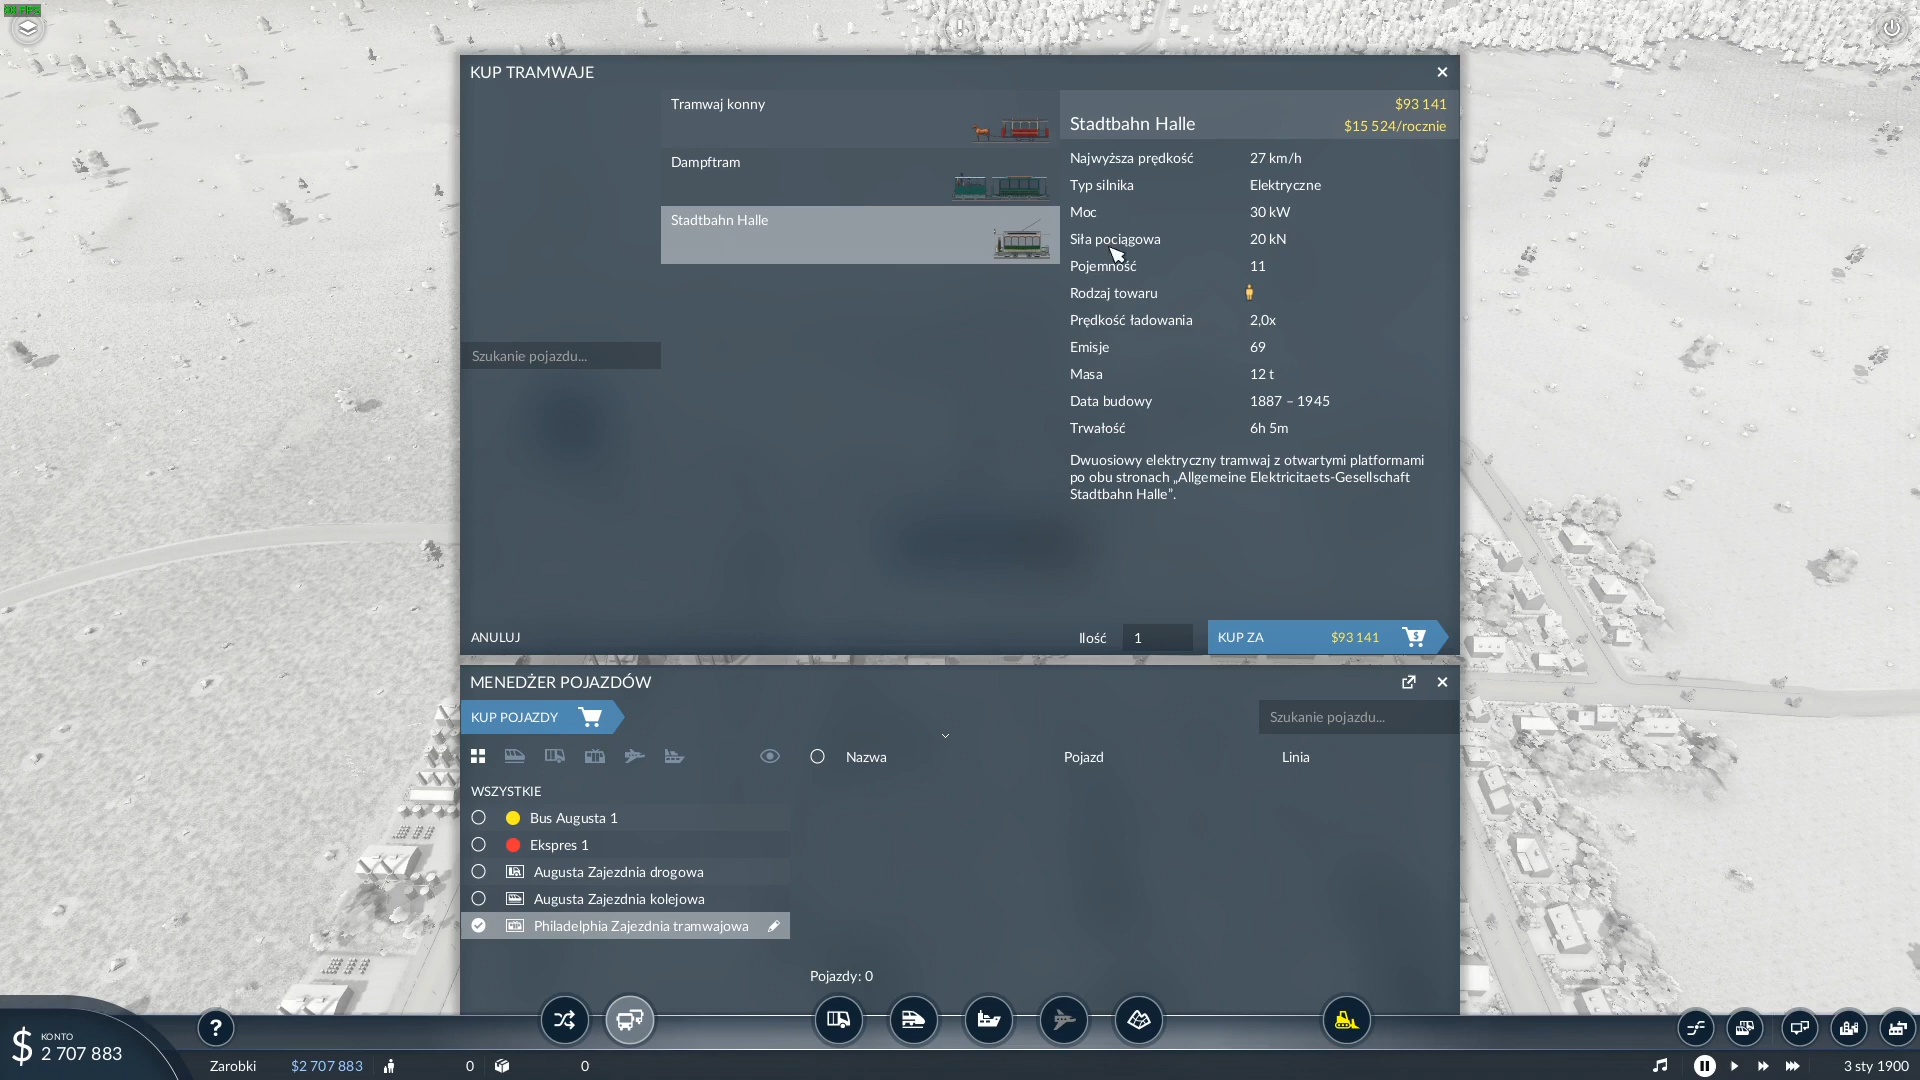 KUP TRAMWAJE
Tramwaj konny
Dampftram
Stadtbahn Halle
Szukanie pojazdu...
$93 141
Stadtbahn Halle
$15 524/rocznie
Najwyższa prędkość 27 km/h
Typ silnika Elektryczne
Moc 30 kW
Siła pociągowa 20 kN
Pojemność 11
Rodzaj towaru
Prędkość ładowania 2,0x
Emisje 69
Masa 12 t
Data budowy 1887 – 1945
Trwałość 6h 5m
Dwuosiowy elektryczny tramwaj z otwartymi platformami
po obu stronach „Allgemeine Elektricitaets-Gesellschaft
Stadtbahn Halle”.
ANULUJ
Ilość 1
KUP ZA $93 141
MENEDŻER POJAZDÓW
KUP POJAZDY
Szukanie pojazdu...
Nazwa Pojazd Linia
WSZYSTKIE
Bus Augusta 1
Ekspres 1
Augusta Zajezdnia drogowa
Augusta Zajezdnia kolejowa
Philadelphia Zajezdnia tramwajowa
Pojazdy: 0
$ KONTO
2 707 883
?
Zarobki $2 707 883 0 0
3 sty 1900